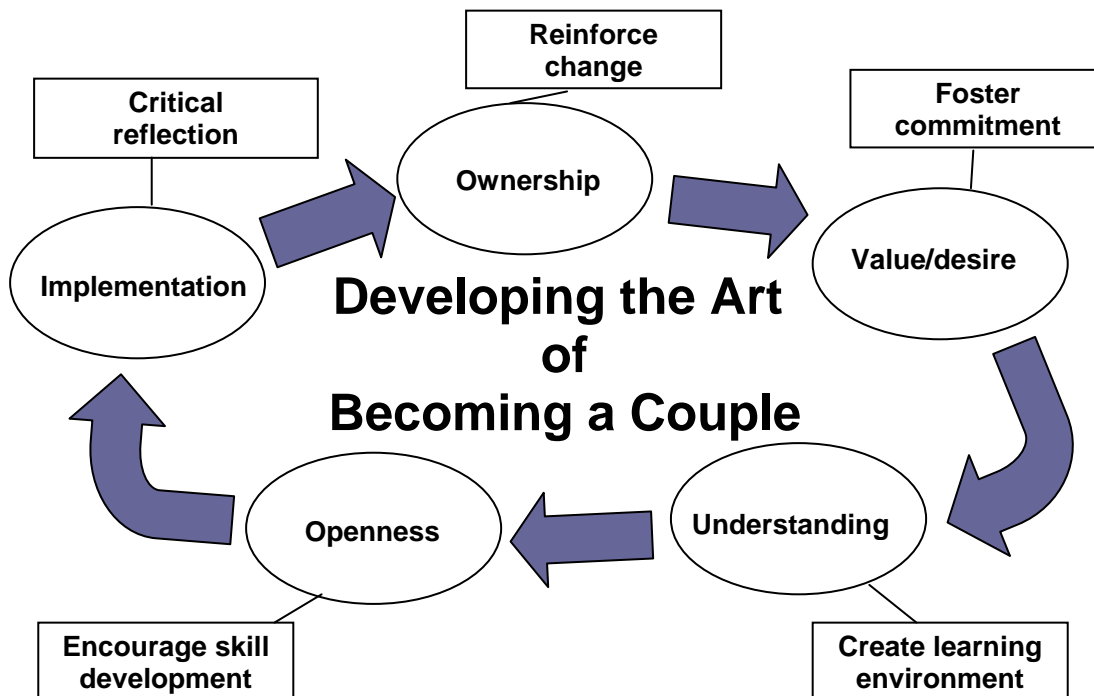 Reinforce
change
Critical
reflection
Foster
commitment
Ownership
Implementation
Value/desire
Developing the Art
of
Becoming a Couple
Openness
Understanding
Encourage skill
development
Create learning
environment